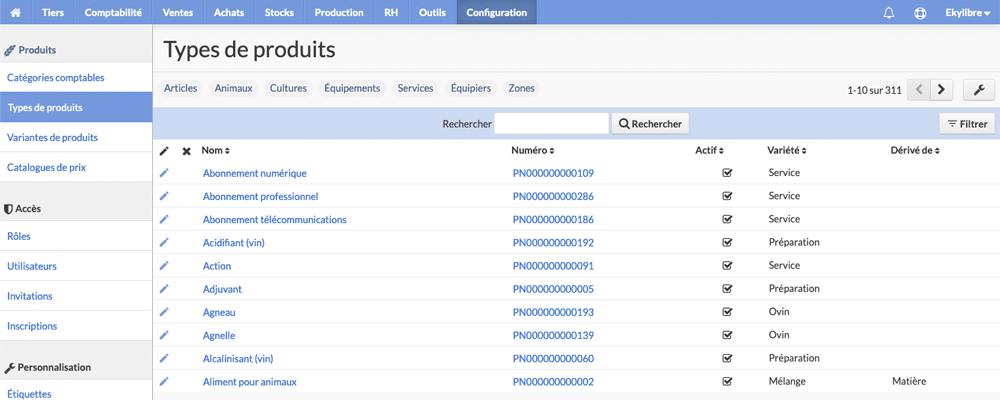 Tiers Comptabilité Ventes Achats Stocks Production RH Outils Configuration Ekylibre
Produits
Catégories comptables
Types de produits
Variantes de produits
Catalogues de prix
Accès
Rôles
Utilisateurs
Invitations
Inscriptions
Personnalisation
Étiquettes
Types de produits
Articles Animaux Cultures Équipements Services Équipiers Zones 1-10 sur 311
Rechercher Rechercher Filtrer
Nom Numéro Actif Variété Dérivé de
Abonnement numérique PN000000000109 Service
Abonnement professionnel PN000000000286 Service
Abonnement télécommunications PN000000000186 Service
Acidifiant (vin) PN000000000192 Préparation
Action PN000000000091 Service
Adjuvant PN000000000005 Préparation
Agneau PN000000000193 Ovin
Agnelle PN000000000139 Ovin
Alcalinisant (vin) PN000000000060 Préparation
Aliment pour animaux PN000000000002 Mélange Matière